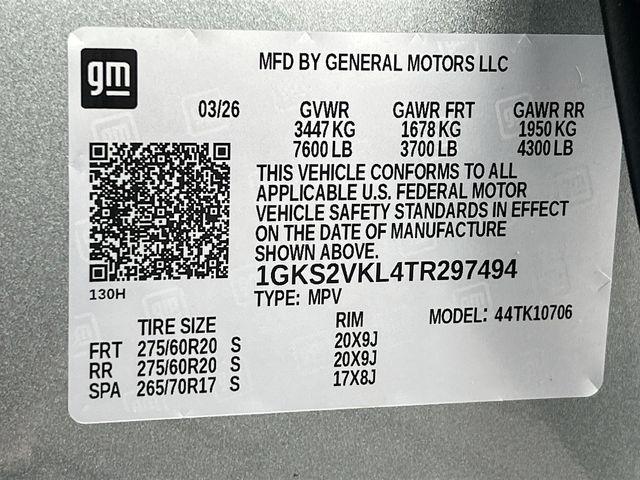 gm
MFD BY GENERAL MOTORS LLC
03/26 GVWR GAWR FRT GAWR RR
3447 KG 1678 KG 1950 KG
7600 LB 3700 LB 4300 LB
THIS VEHICLE CONFORMS TO ALL
APPLICABLE U.S. FEDERAL MOTOR
VEHICLE SAFETY STANDARDS IN EFFECT
ON THE DATE OF MANUFACTURE
SHOWN ABOVE.
1GKS2VKL4TR297494
130H
TYPE: MPV MODEL: 44TK10706
TIRE SIZE RIM
FRT 275/60R20 S 20X9J
RR 275/60R20 S 20X9J
SPA 265/70R17 S 17X8J